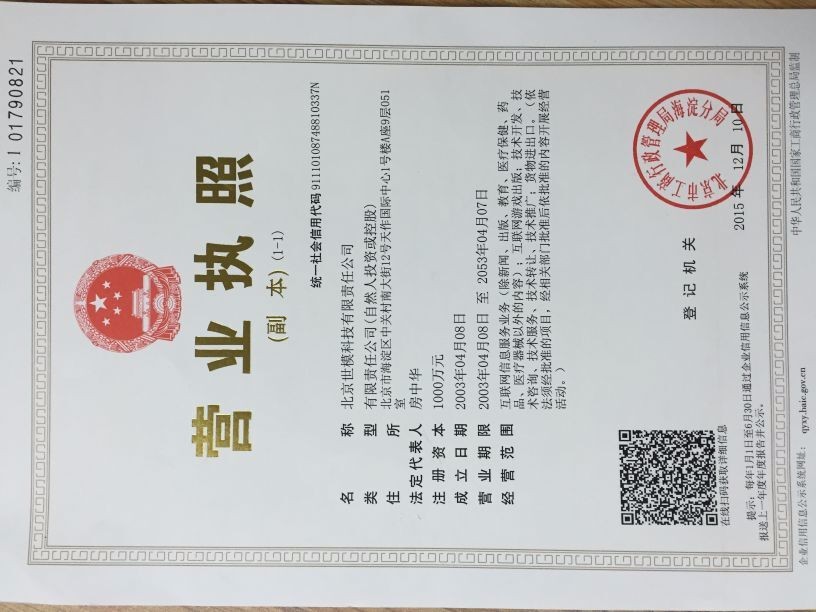 编号:1 01790821
营业执照
(副 本)(1-1)
统一社会信用代码 91110108748810337N
名 称 北京世模科技有限责任公司
类 型 有限责任公司(自然人投资或控股)
住 所 北京市海淀区中关村南大街12号天作国际中心1号楼A座9层051
室
法定代表人 房中华
注册资本 1000万元
成立日期 2003年04月08日
营业期限 2003年04月08日 至 2053年04月07日
经营范围 互联网信息服务业务(除新闻、出版、教育、医疗保健、药
品、医疗器械以外的内容);互联网游戏出版;技术开发、技
术咨询、技术服务、技术转让、技术推广;货物进出口。(依
法须经批准的项目,经相关部门批准后依批准的内容开展经营
活动。)
在线扫码获取详细信息
登记机关
北京市工商行政管理局海淀分局
2015年 12月 10日
提示:每年1月1日至6月30日通过企业信用信息公示系统
报送上一年度年度报告并公示。
企业信用信息公示系统网址: qyxy.baic.gov.cn
中华人民共和国国家工商行政管理总局监制